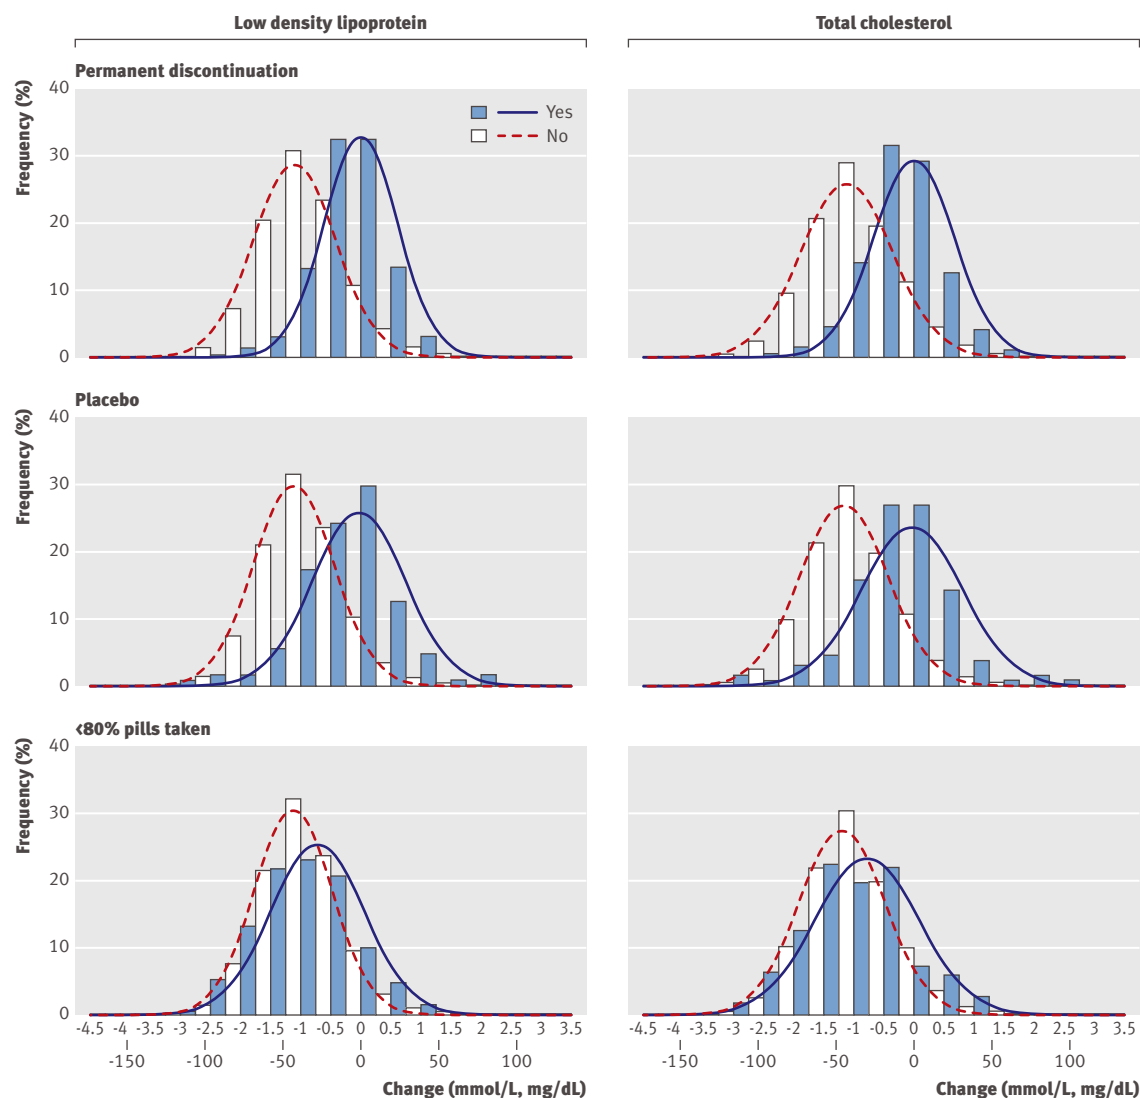 Low density lipoprotein
Total cholesterol
Permanent discontinuation
Frequency (%)
40
30
20
10
0
Yes
No
Placebo
Frequency (%)
40
30
20
10
0
<80% pills taken
Frequency (%)
40
30
20
10
0
-4.5 -4 -3.5 -3 -2.5 -2 -1.5 -1 -0.5 0 0.5 1 1.5 2 2.5 3 3.5
-150 -100 -50 0 50 100
Change (mmol/L, mg/dL)
-4.5 -4 -3.5 -3 -2.5 -2 -1.5 -1 -0.5 0 0.5 1 1.5 2 2.5 3 3.5
-150 -100 -50 0 50 100
Change (mmol/L, mg/dL)